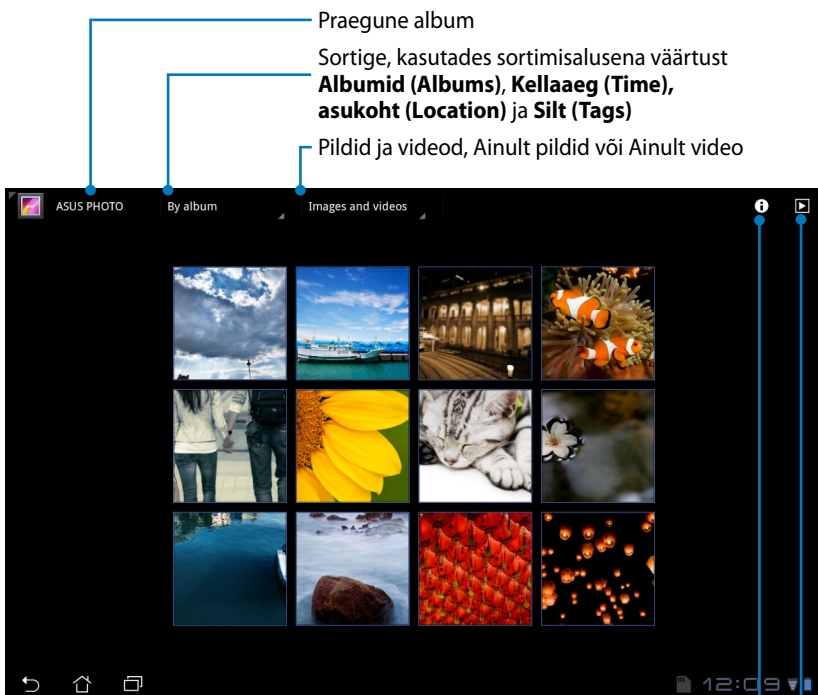 Praegune album
Sortige, kasutades sortimisalusena väärtust
Albumid (Albums), Kellaaeg (Time),
asukoht (Location) ja Silt (Tags)
Pildid ja videod, Ainult pildid või Ainult video
ASUS PHOTO By album Images and videos
12:09